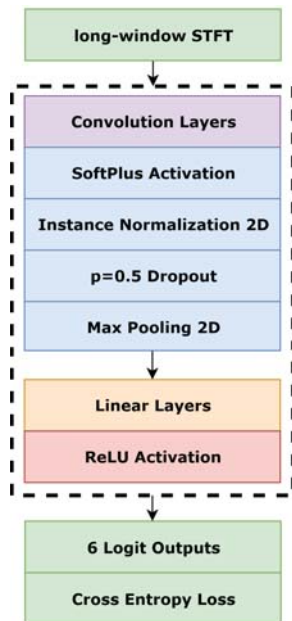 long-window STFT
Convolution Layers
SoftPlus Activation
Instance Normalization 2D
p=0.5 Dropout
Max Pooling 2D
Linear Layers
ReLU Activation
6 Logit Outputs
Cross Entropy Loss